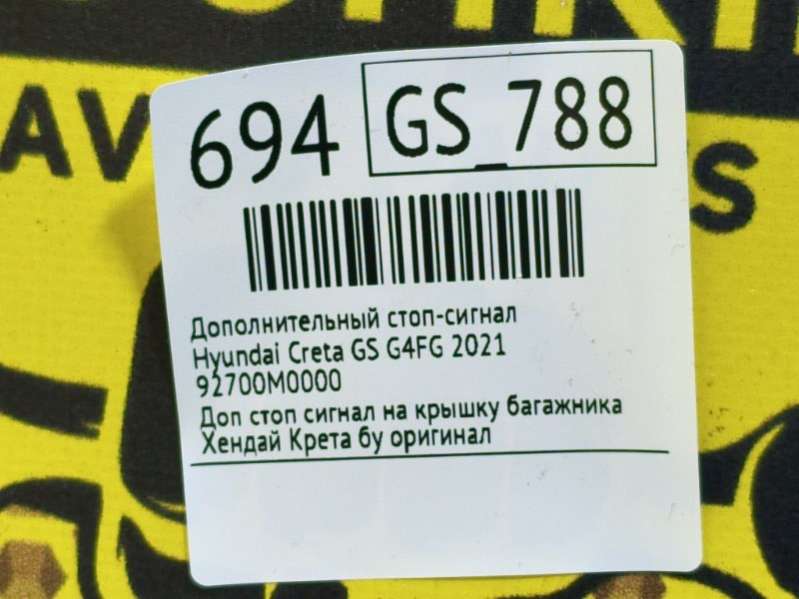 694 GS_788
Дополнительный стоп-сигнал
Hyundai Creta GS G4FG 2021
92700M0000
Доп стоп сигнал на крышку багажника
Хендай Крета бу оригинал